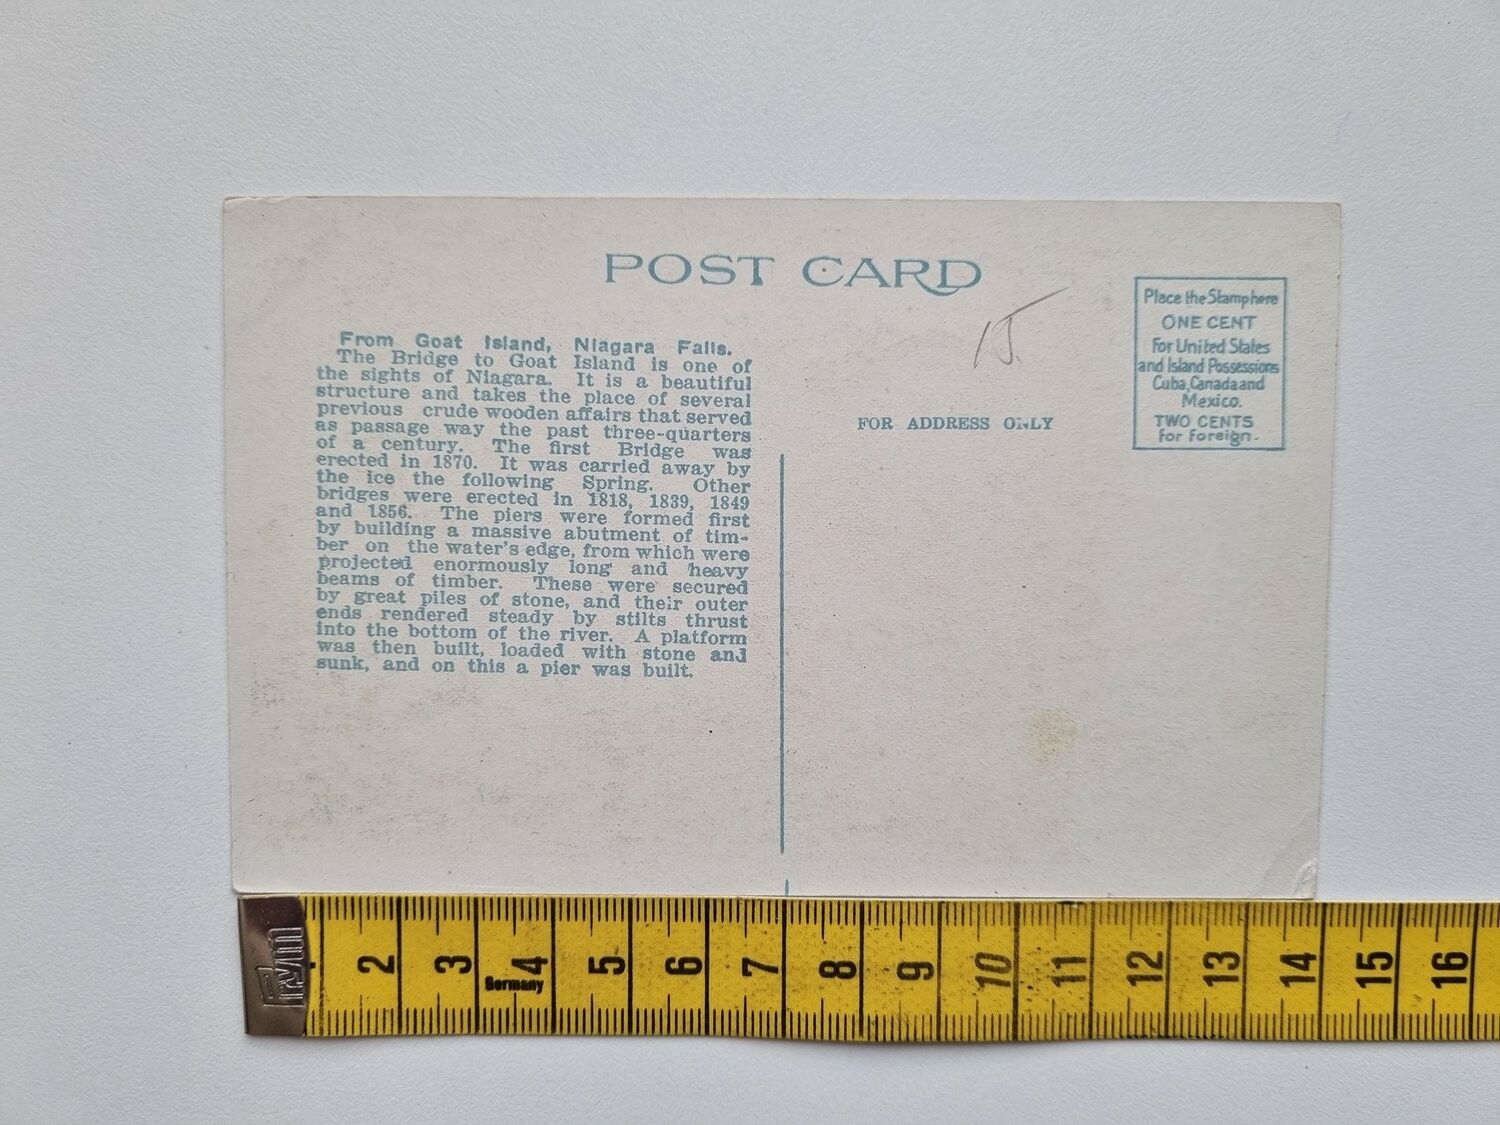 POST CARD
From Goat Island, Niagara Falls.
The Bridge to Goat Island is one of
the sights of Niagara. It is a beautiful
structure and takes the place of several
previous crude wooden affairs that served
as passage way the past three-quarters
of a century. The first Bridge was
erected in 1870. It was carried away by
the ice the following Spring. Other
bridges were erected in 1818, 1839, 1849
and 1856. The piers were formed first
by building a massive abutment of tim-
ber on the water's edge, from which were
projected enormously long and heavy
beams of timber. These were secured
by great piles of stone, and their outer
ends rendered steady by stilts thrust
into the bottom of the river. A platform
was then built, loaded with stone and
sunk, and on this a pier was built.
FOR ADDRESS ONLY
Place the Stamp here
ONE CENT
For United States
and Island Possessions
Cuba, Canada and
Mexico.
TWO CENTS
for foreign.
Prym
2 3 4 5 6 7 8 9 10 11 12 13 14 15 16
Germany